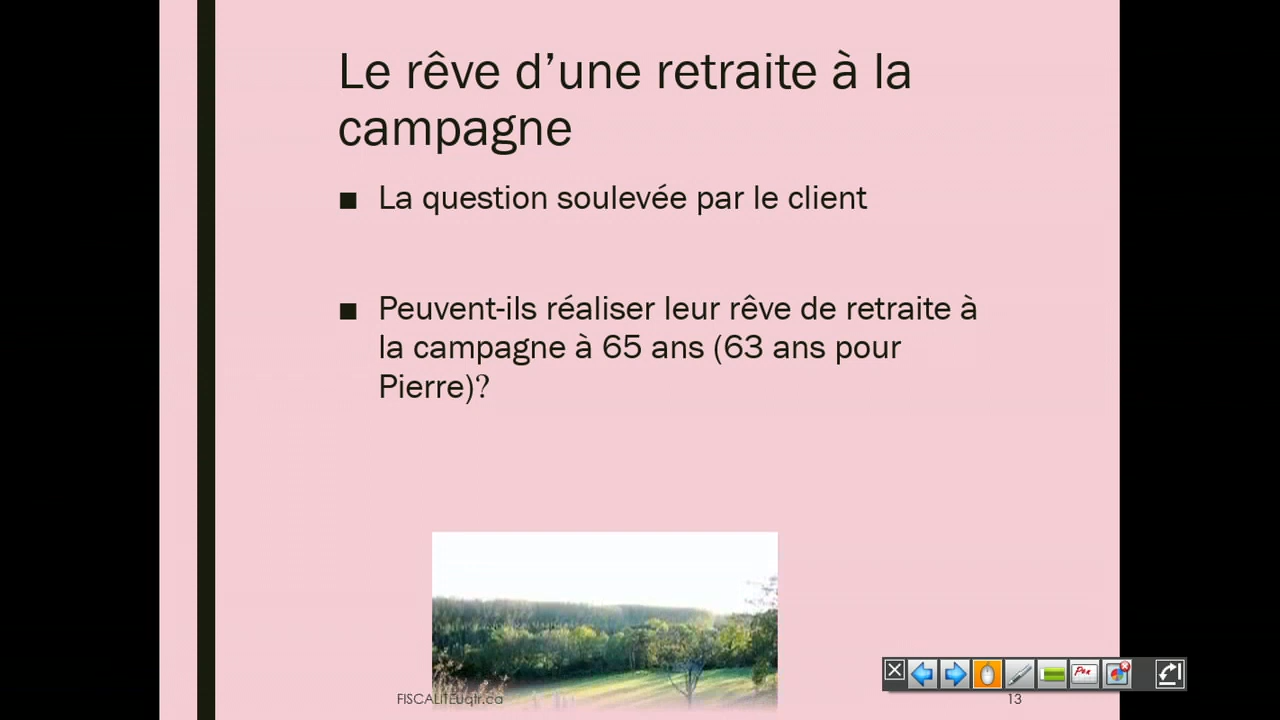 Le rêve d’une retraite à la
campagne
■ La question soulevée par le client
■ Peuvent-ils réaliser leur rêve de retraite à
la campagne à 65 ans (63 ans pour
Pierre)?
FISCALITEuqtr.ca
13
Pen